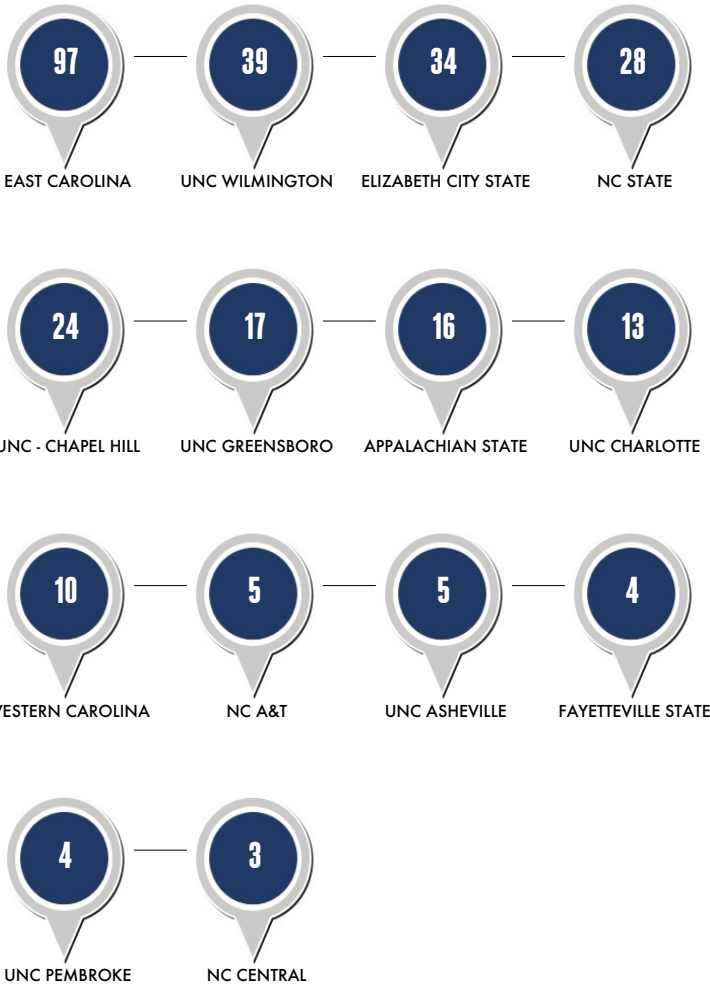 97 39 34 28
EAST CAROLINA UNC WILMINGTON ELIZABETH CITY STATE NC STATE
24 17 16 13
UNC - CHAPEL HILL UNC GREENSBORO APPALACHIAN STATE UNC CHARLOTTE
10 5 5 4
WESTERN CAROLINA NC A&T UNC ASHEVILLE FAYETTEVILLE STATE
4 3
UNC PEMBROKE NC CENTRAL